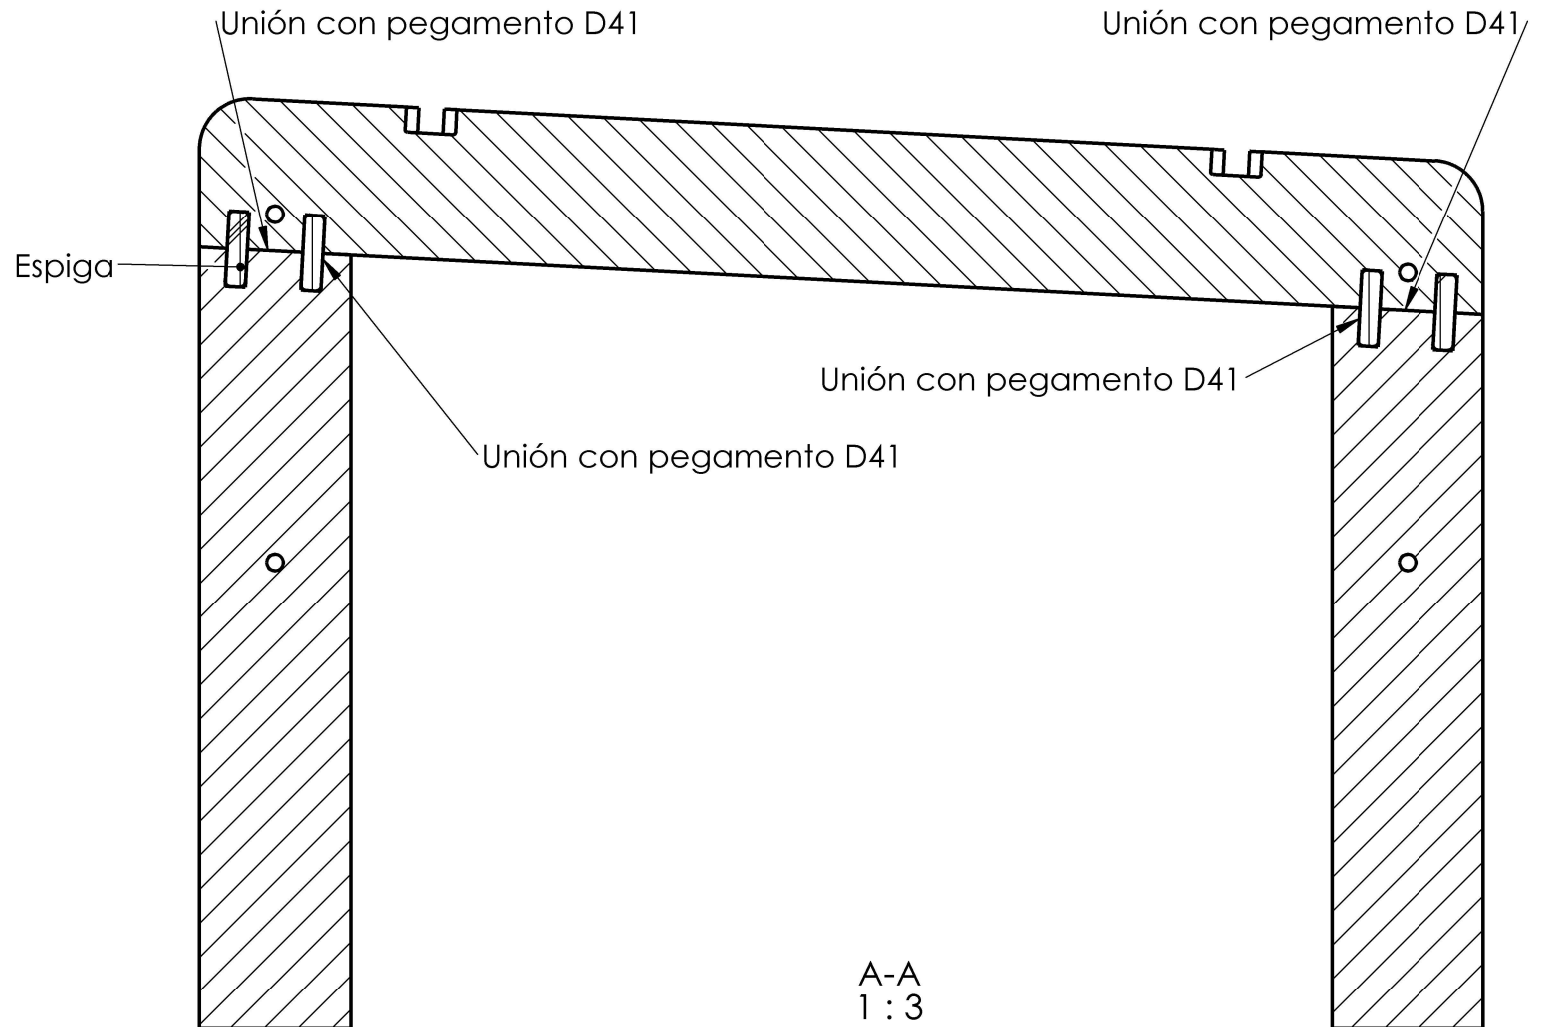 Unión con pegamento D41
Unión con pegamento D41
Espiga
Unión con pegamento D41
Unión con pegamento D41
A-A
1 : 3